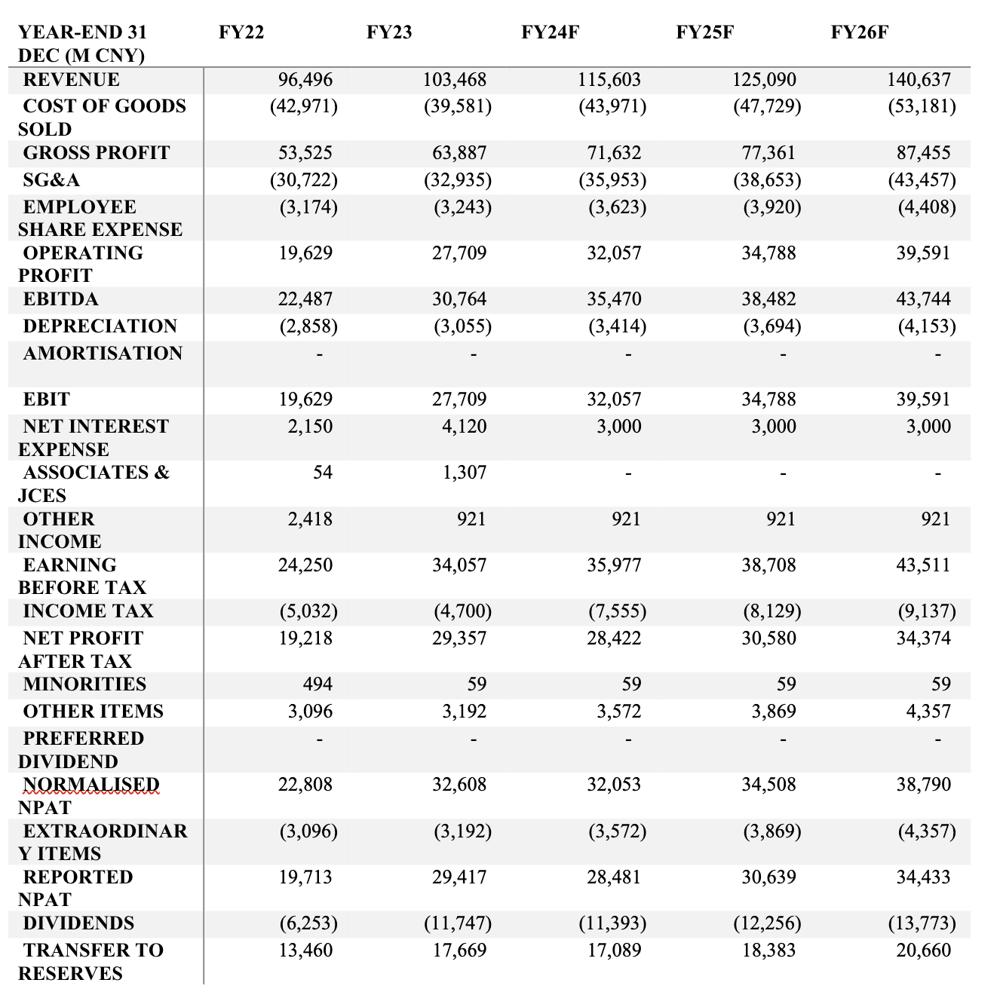 YEAR-END 31 DEC (M CNY) FY22 FY23 FY24F FY25F FY26F
REVENUE 96,496 103,468 115,603 125,090 140,637
COST OF GOODS SOLD (42,971) (39,581) (43,971) (47,729) (53,181)
GROSS PROFIT 53,525 63,887 71,632 77,361 87,455
SG&A (30,722) (32,935) (35,953) (38,653) (43,457)
EMPLOYEE SHARE EXPENSE (3,174) (3,243) (3,623) (3,920) (4,408)
OPERATING PROFIT 19,629 27,709 32,057 34,788 39,591
EBITDA 22,487 30,764 35,470 38,482 43,744
DEPRECIATION (2,858) (3,055) (3,414) (3,694) (4,153)
AMORTISATION - - - - -
EBIT 19,629 27,709 32,057 34,788 39,591
NET INTEREST EXPENSE 2,150 4,120 3,000 3,000 3,000
ASSOCIATES & JCES 54 1,307 - - -
OTHER INCOME 2,418 921 921 921 921
EARNING BEFORE TAX 24,250 34,057 35,977 38,708 43,511
INCOME TAX (5,032) (4,700) (7,555) (8,129) (9,137)
NET PROFIT AFTER TAX 19,218 29,357 28,422 30,580 34,374
MINORITIES 494 59 59 59 59
OTHER ITEMS 3,096 3,192 3,572 3,869 4,357
PREFERRED DIVIDEND - - - - -
NORMALISED NPAT 22,808 32,608 32,053 34,508 38,790
EXTRAORDINARY ITEMS (3,096) (3,192) (3,572) (3,869) (4,357)
REPORTED NPAT 19,713 29,417 28,481 30,639 34,433
DIVIDENDS (6,253) (11,747) (11,393) (12,256) (13,773)
TRANSFER TO RESERVES 13,460 17,669 17,089 18,383 20,660